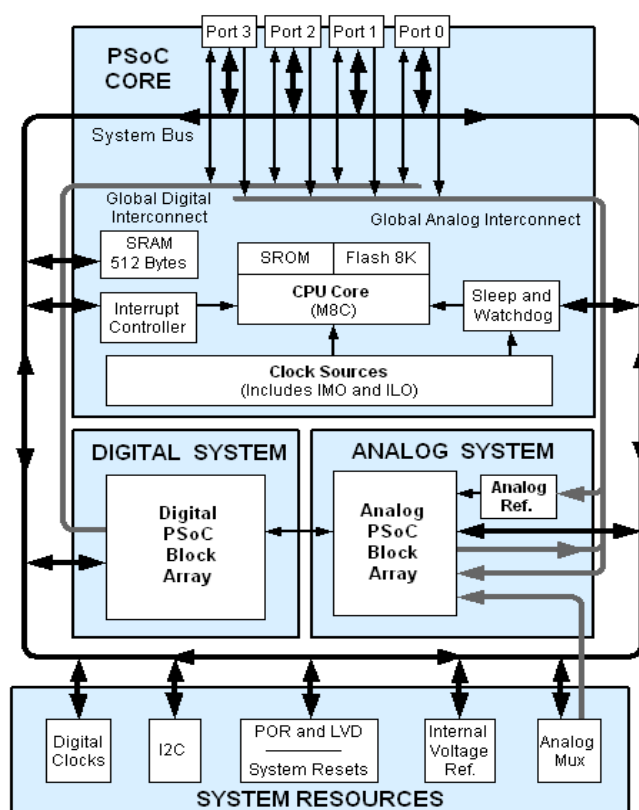 Port 3 Port 2 Port 1 Port 0
PSoC
CORE
System Bus
Global Digital
Interconnect
Global Analog Interconnect
SRAM
512 Bytes
SROM
Flash 8K
CPU Core
(M8C)
Interrupt
Controller
Sleep and
Watchdog
Clock Sources
(Includes IMO and ILO)
DIGITAL SYSTEM
Digital
PSoC
Block
Array
ANALOG SYSTEM
Analog
PSoC
Block
Array
Analog
Ref.
Digital
Clocks
I2C
POR and LVD
System Resets
Internal
Voltage
Ref.
Analog
Mux
SYSTEM RESOURCES